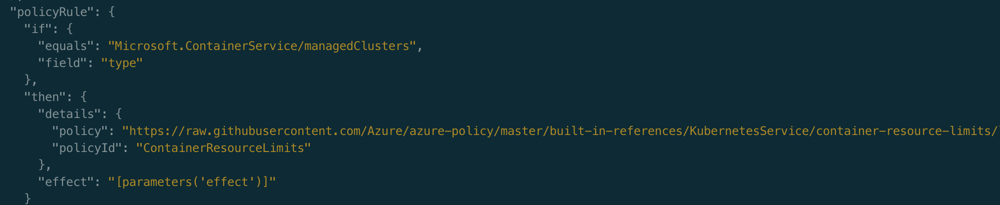 "policyRule": {
"if": {
"equals": "Microsoft.ContainerService/managedClusters",
"field": "type"
},
"then": {
"details": {
"policy": "https://raw.githubusercontent.com/Azure/azure-policy/master/built-in-references/KubernetesService/container-resource-limits/
"policyId": "ContainerResourceLimits"
},
"effect": "[parameters('effect')]"
}